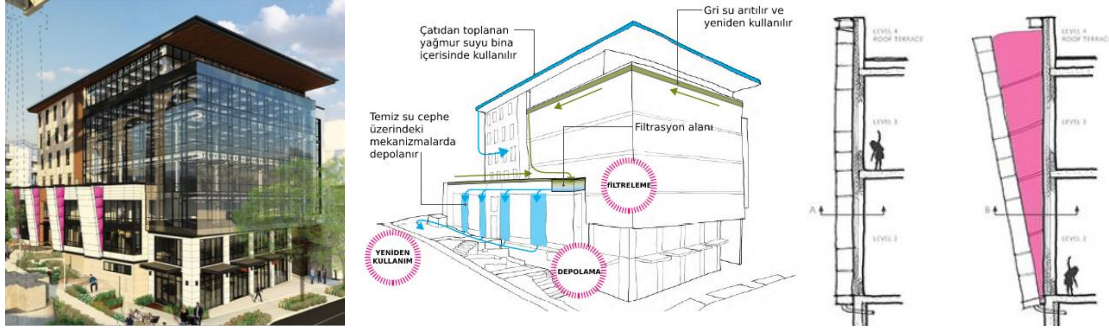 Çatıdan toplanan
yağmur suyu bina
içerisinde kullanılır
Gri su arıtılır ve
yeniden kullanılır
Temiz su cephe
üzerindeki
mekanizmalarda
depolanır
Filtrasyon alanı
FİLTRELEME
YENİDEN
KULLANIM
DEPOLAMA
LEVEL 4
ROOF TERRACE
LEVEL 3
A
LEVEL 2
LEVEL 4
ROOF TERRACE
LEVEL 3
B
LEVEL 2